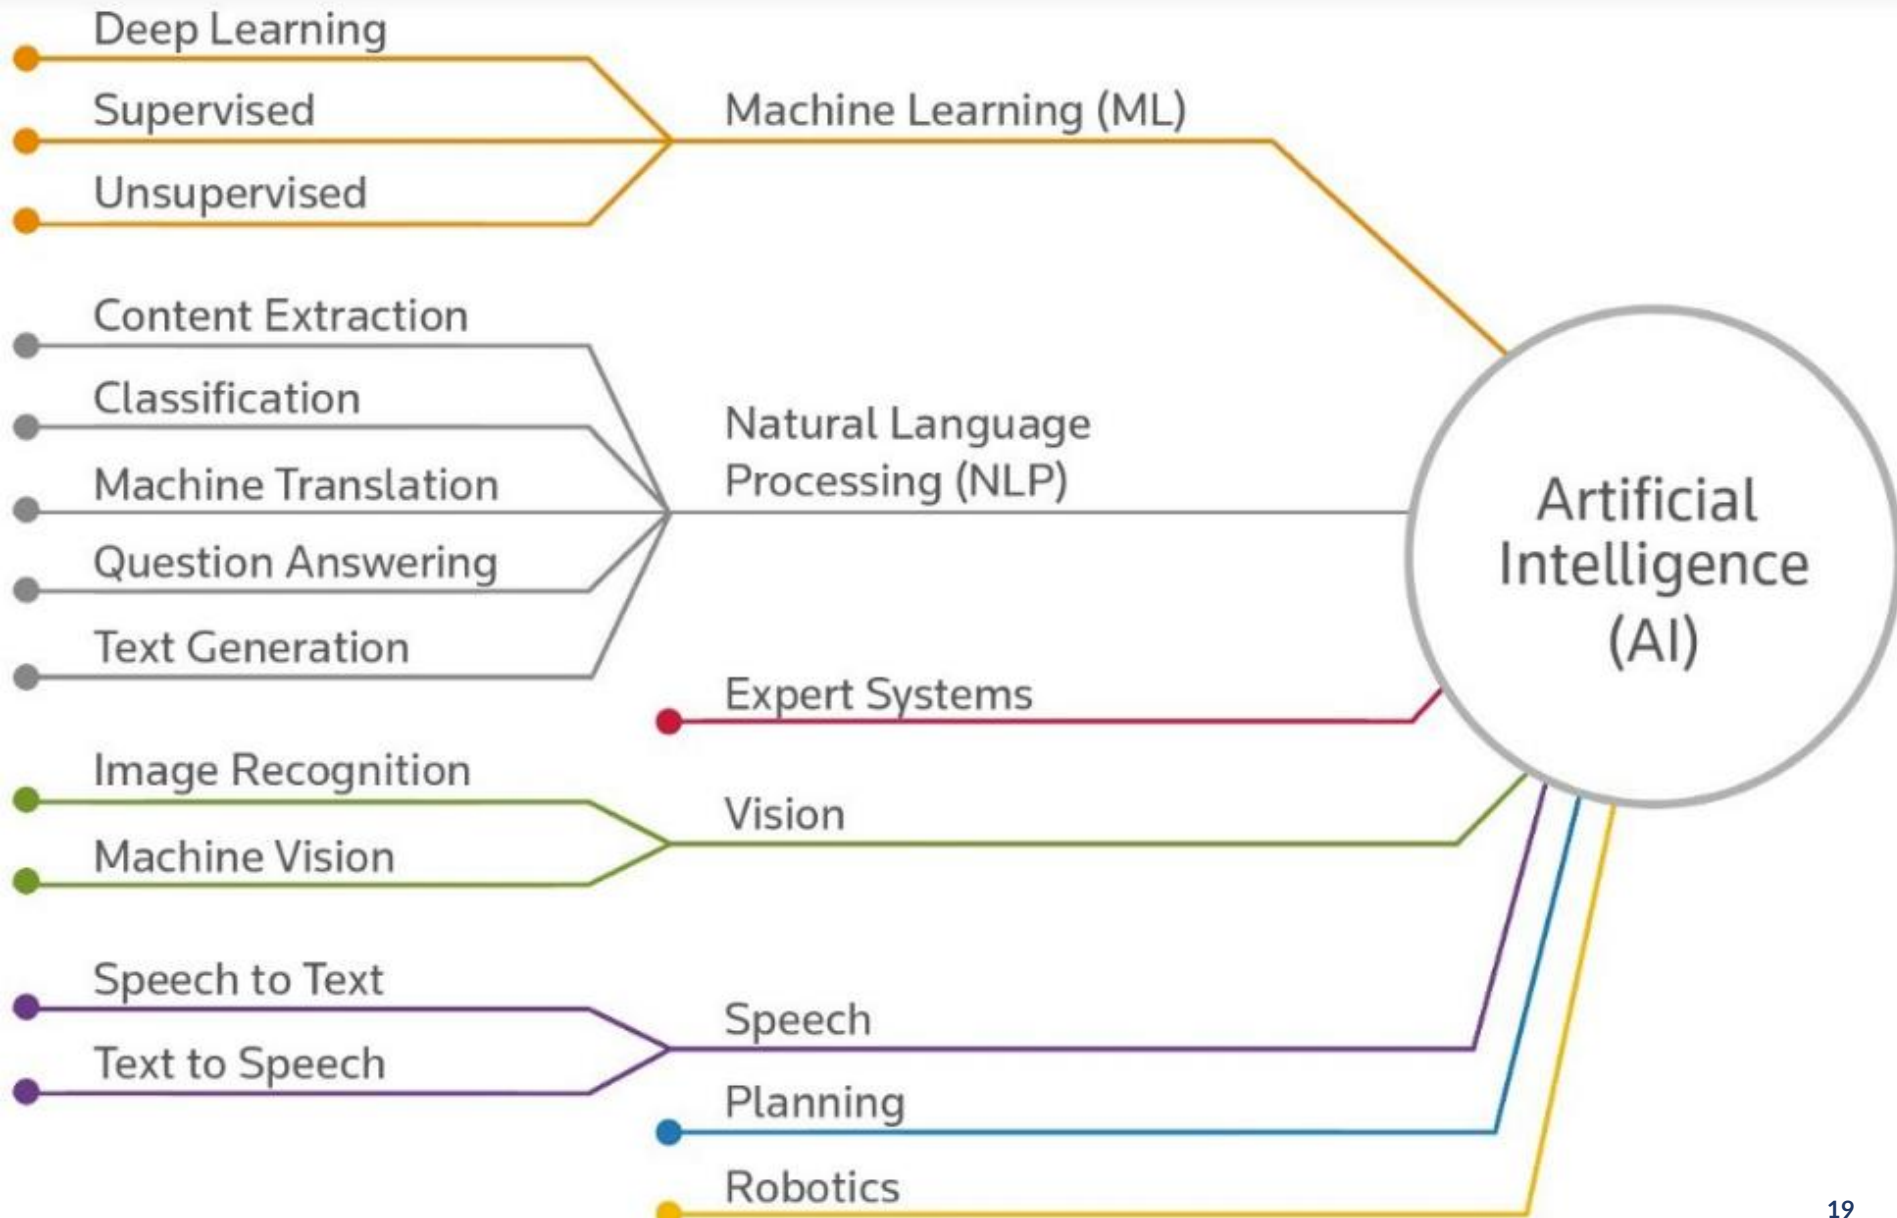 Deep Learning
Supervised
Unsupervised
Machine Learning (ML)
Content Extraction
Classification
Machine Translation
Question Answering
Text Generation
Natural Language
Processing (NLP)
Expert Systems
Image Recognition
Machine Vision
Vision
Speech to Text
Text to Speech
Speech
Planning
Robotics
Artificial
Intelligence
(AI)
19